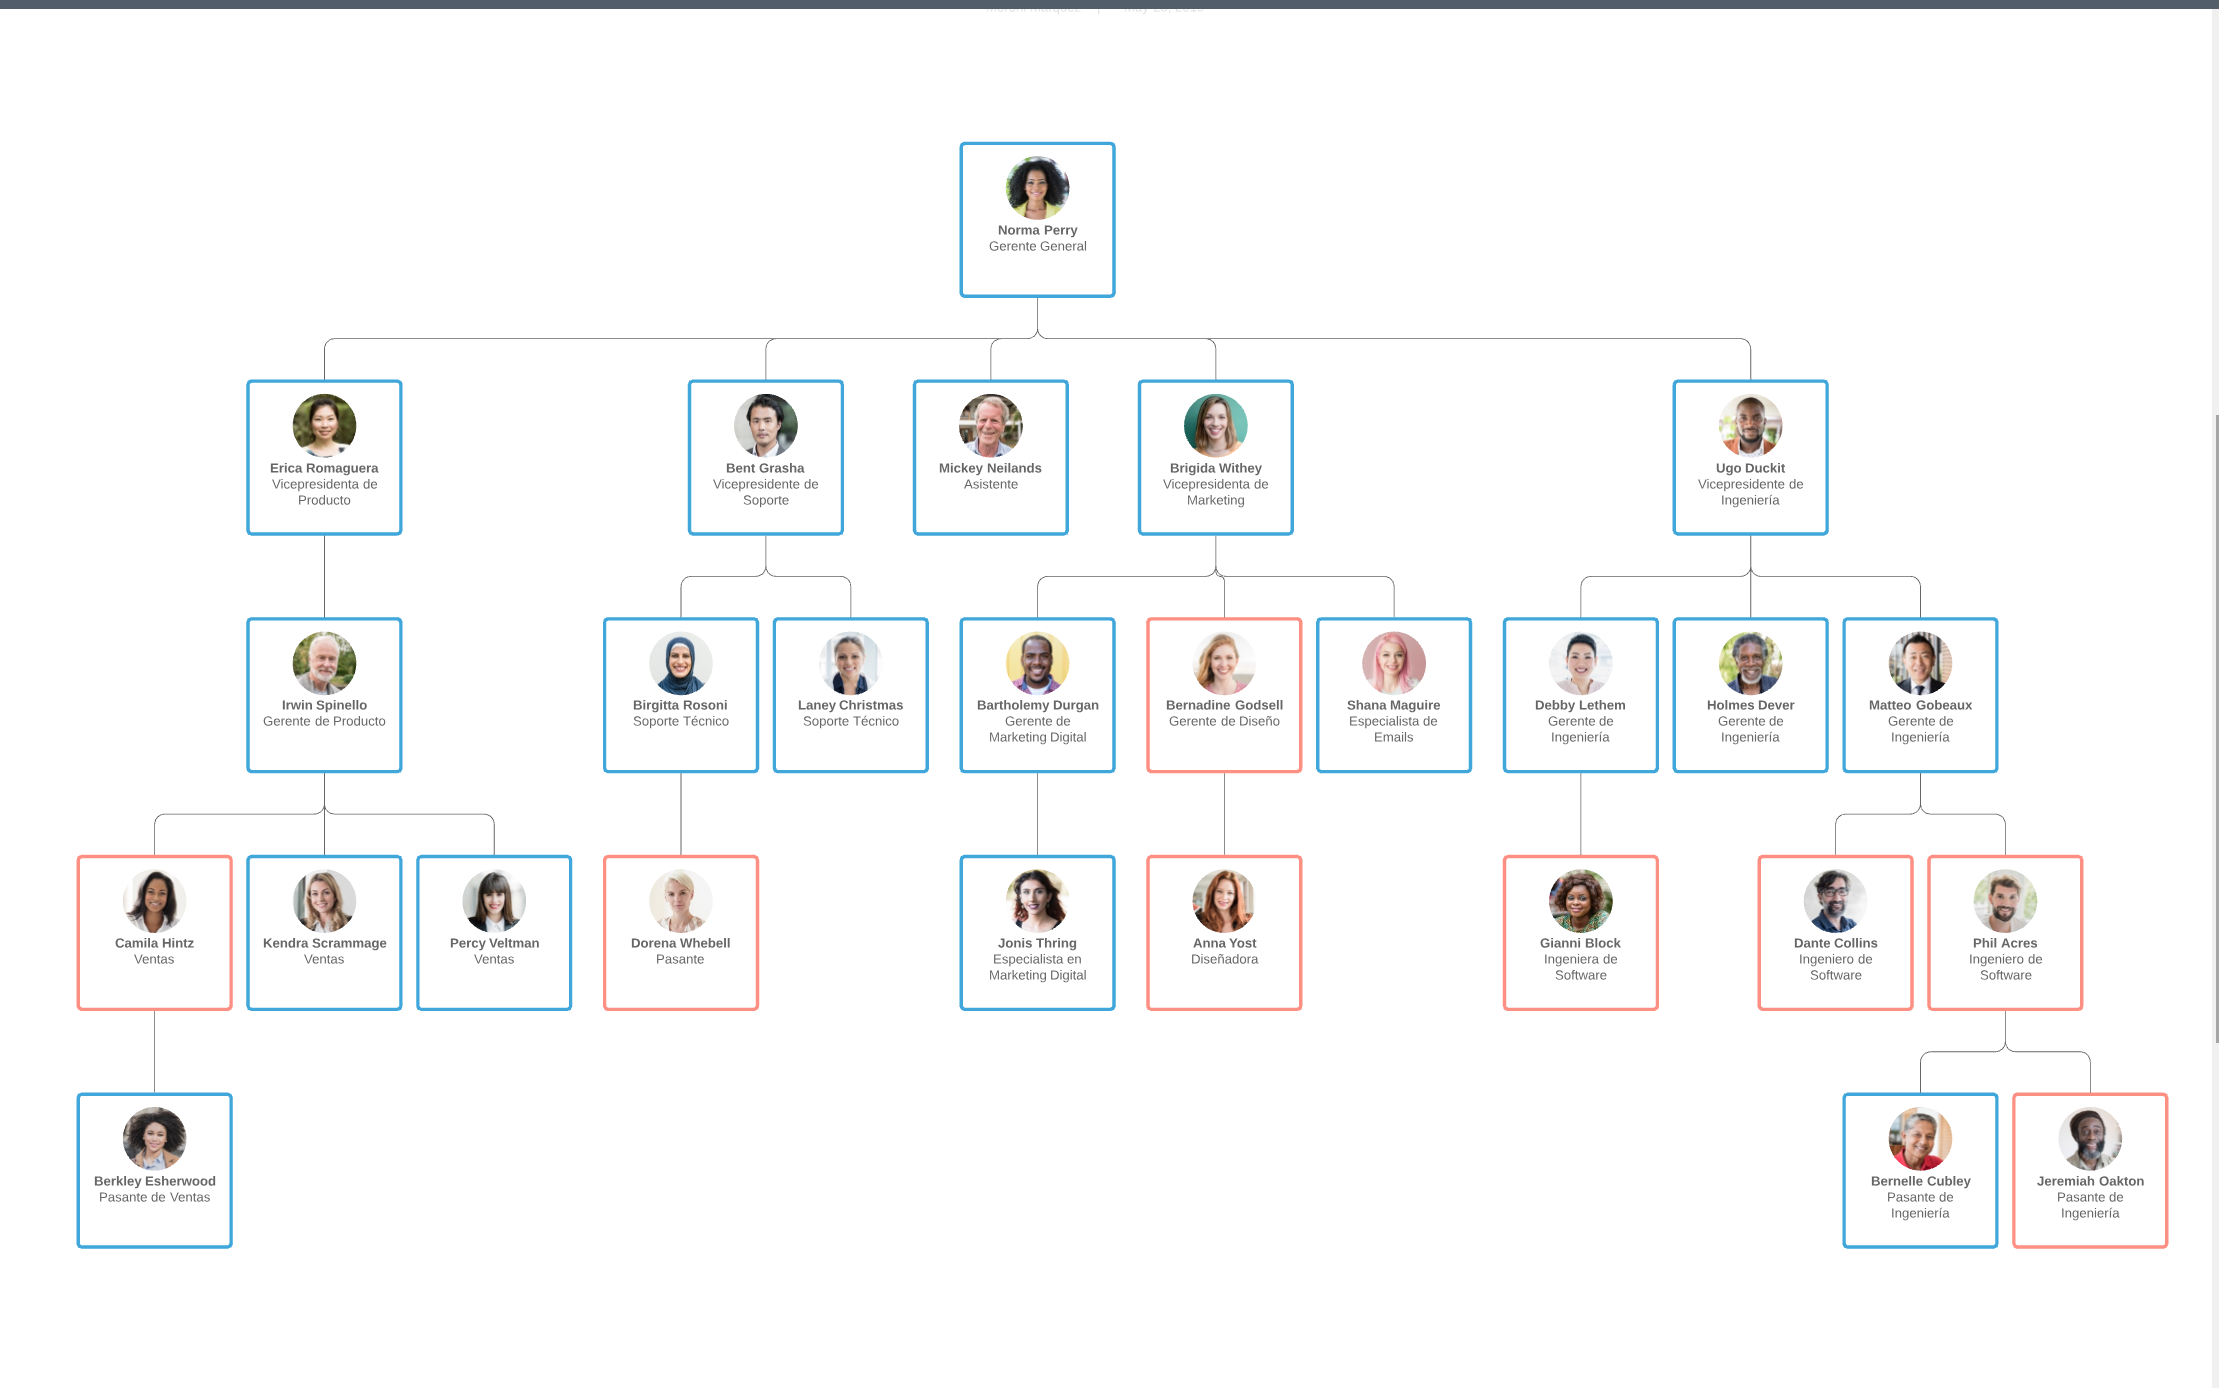 Norma Perry
Gerente General
Erica Romaguera
Vicepresidenta de
Producto
Bent Grasha
Vicepresidente de
Soporte
Mickey Neilands
Asistente
Brigida Withey
Vicepresidenta de
Marketing
Ugo Duckit
Vicepresidente de
Ingeniería
Irwin Spinello
Gerente de Producto
Birgitta Rosoni
Soporte Técnico
Laney Christmas
Soporte Técnico
Bartholemy Durgan
Gerente de
Marketing Digital
Bernadine Godsell
Gerente de Diseño
Shana Maguire
Especialista de
Emails
Debby Lethem
Gerente de
Ingeniería
Holmes Dever
Gerente de
Ingeniería
Matteo Gobeaux
Gerente de
Ingeniería
Camila Hintz
Ventas
Kendra Scrammage
Ventas
Percy Veltman
Ventas
Dorena Whebell
Pasante
Jonis Thring
Especialista en
Marketing Digital
Anna Yost
Diseñadora
Gianni Block
Ingeniera de
Software
Dante Collins
Ingeniero de
Software
Phil Acres
Ingeniero de
Software
Berkley Esherwood
Pasante de Ventas
Bernelle Cubley
Pasante de
Ingeniería
Jeremiah Oakton
Pasante de
Ingeniería